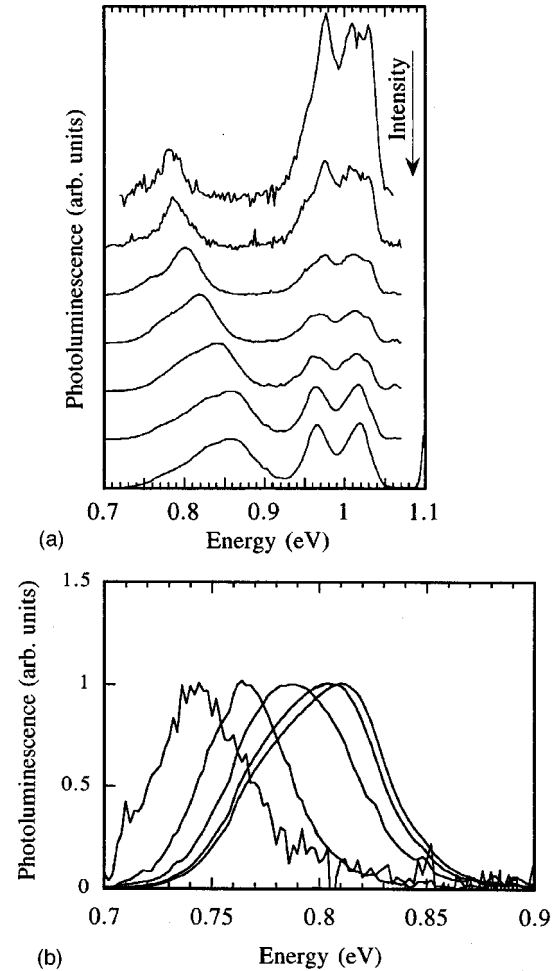 Photoluminescence (arb. units)
Intensity
0.7 0.8 0.9 1 1.1
(a) Energy (eV)
Photoluminescence (arb. units)
1.5
1
0.5
0
0.7 0.75 0.8 0.85 0.9
(b) Energy (eV)